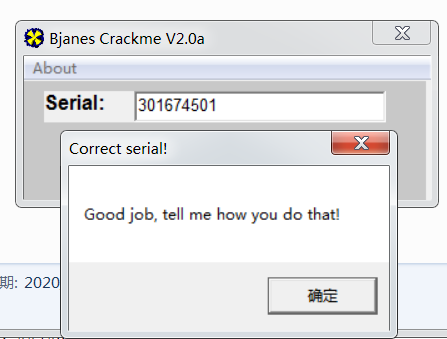 Bjanes Crackme V2.0a
About
Serial: 301674501
Correct serial!
Good job, tell me how you do that!
期: 2020
确定